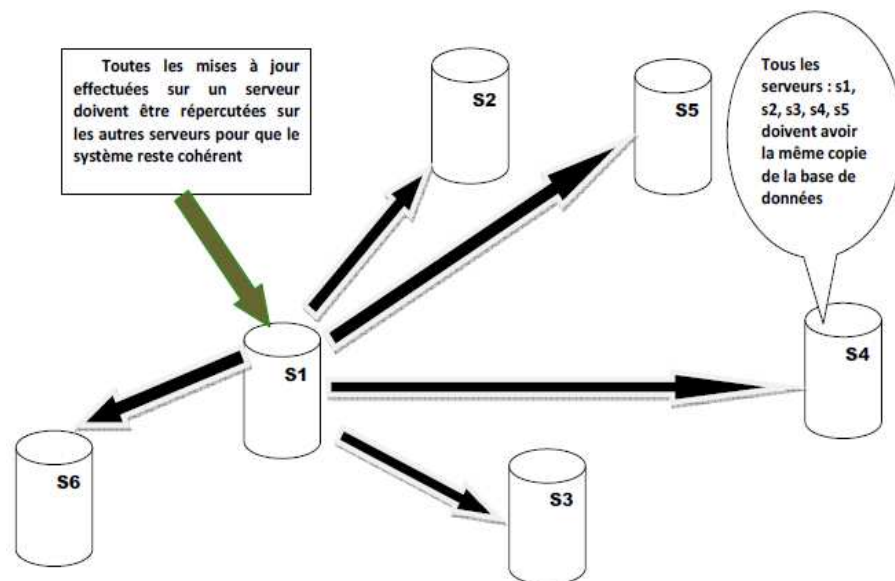 Toutes les mises à jour
effectuées sur un serveur
doivent être répercutées sur
les autres serveurs pour que le
système reste cohérent
S2
S5
Tous les
serveurs : s1,
s2, s3, s4, s5
doivent avoir
la même copie
de la base de
données
S1
S4
S6
S3